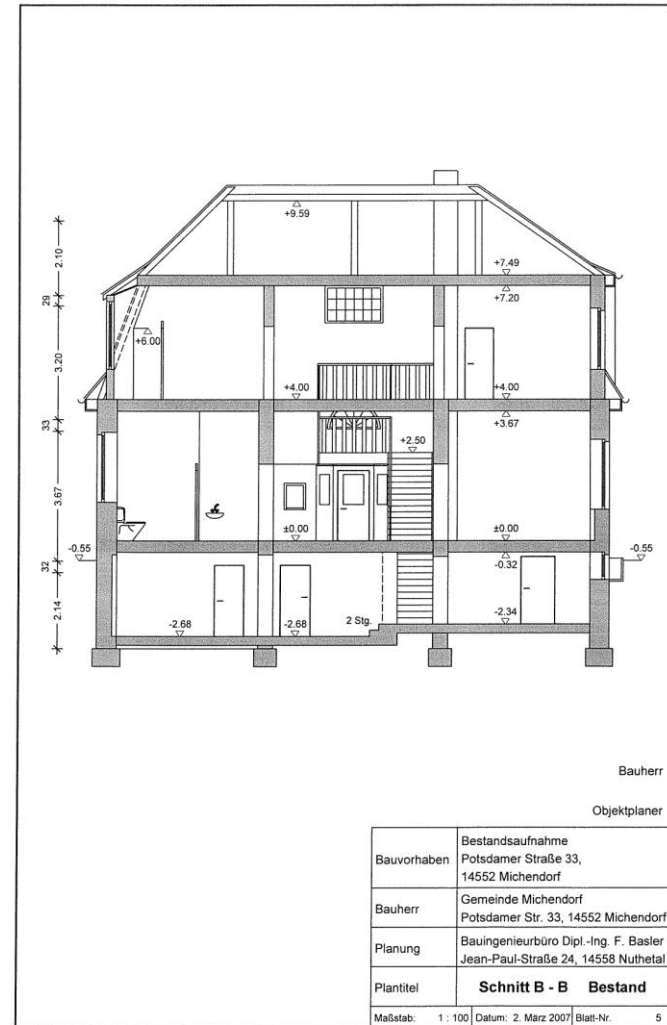 +9.59
2.10
+7.49
+7.20
29
+6.00
3.20
+4.00
+4.00
+3.67
33
+2.50
3.67
±0.00
±0.00
-0.55
-0.32
-0.55
32
2.14
-2.68
-2.68
2 Stg.
-2.34
Bauherr
Objektplaner
Bauvorhaben
Bestandsaufnahme
Potsdamer Straße 33,
14552 Michendorf
Bauherr
Gemeinde Michendorf
Potsdamer Str. 33, 14552 Michendorf
Planung
Bauingenieurbüro Dipl.-Ing. F. Basler
Jean-Paul-Straße 24, 14558 Nuthetal
Plantitel
Schnitt B - B Bestand
Maßstab: 1 : 100 Datum: 2. März 2007 Blatt-Nr. 5